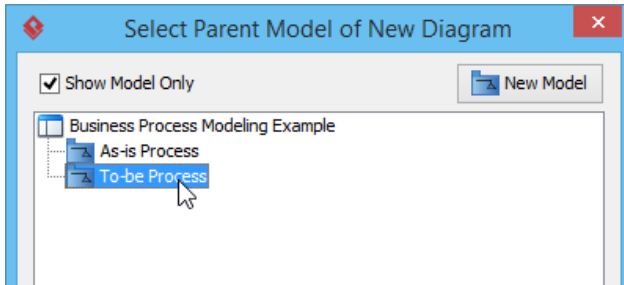 Select Parent Model of New Diagram
Show Model Only
New Model
Business Process Modeling Example
As-is Process
To-be Process